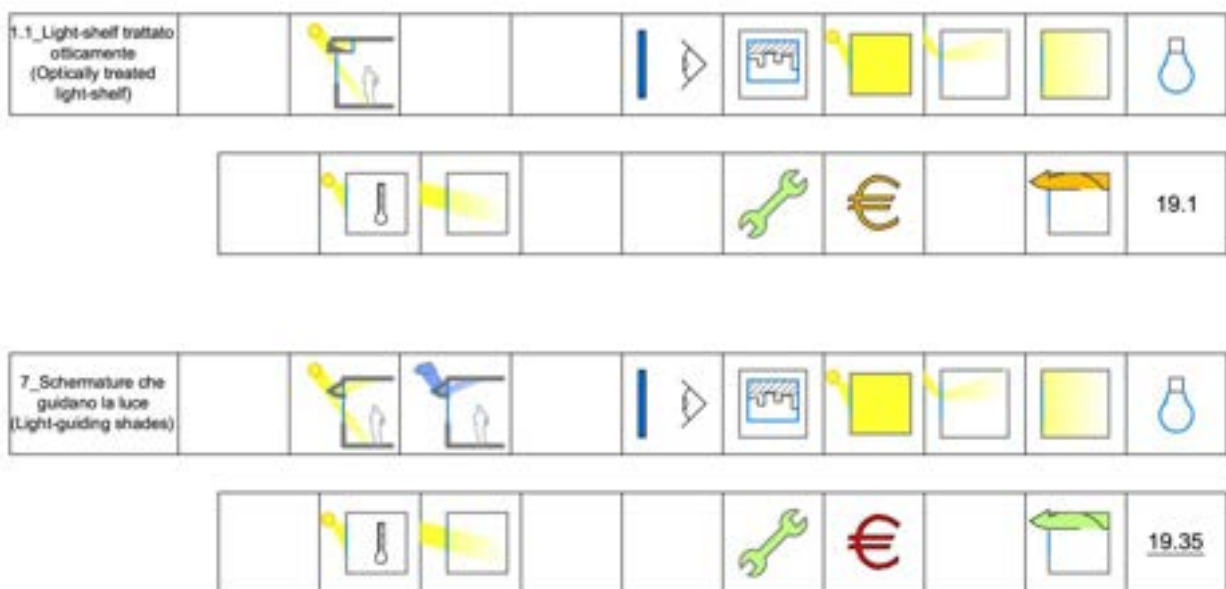 1.1_Light-shelf trattato
otticamente
(Optically treated
light-shelf)
€
19.1
7_Schermature che
guidano la luce
(Light-guiding shades)
€
19.35